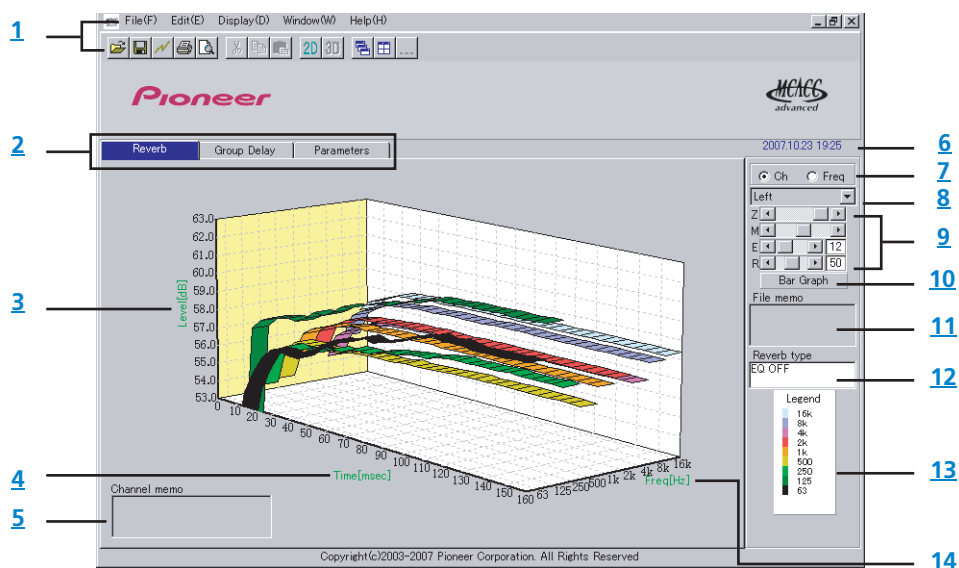 1
File(F) Edit(E) Display(D) Window(W) Help(H)
2D 3D ...
Pioneer
MCACC
advanced
2
Reverb Group Delay Parameters
2007.10.23 19:25
6
Ch Freq
7
Left
8
Z
M
E 12
R 50
9
Bar Graph
10
File memo
11
Reverb type
EQ OFF
12
Legend
16k
8k
4k
2k
1k
500
250
125
63
13
3
Level[dB]
63.0
62.0
61.0
60.0
59.0
58.0
57.0
56.0
55.0
54.0
53.0
0 10 20 30 40 50 60 70 80 90 100 110 120 130 140 150 160
Time[msec]
4
63 125 250 500 1k 2k 4k 8k 16k
Freq[Hz]
14
Channel memo
5
Copyright(c)2003-2007 Pioneer Corporation. All Rights Reserved